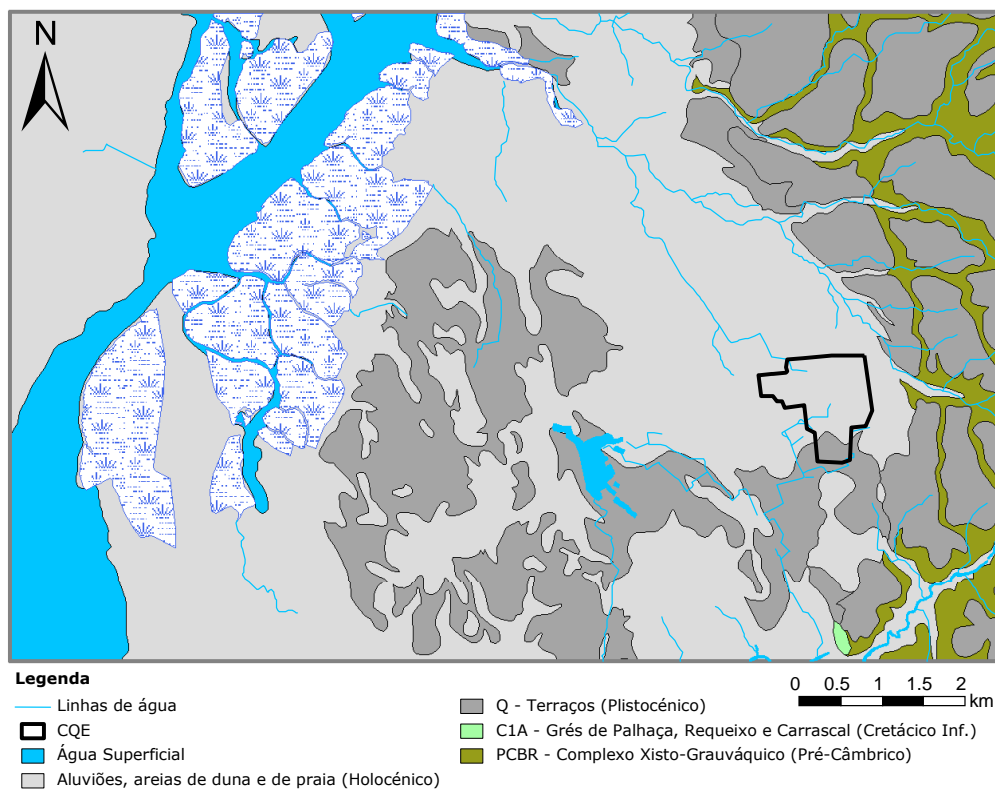 N
Legenda
Linhas de água
CQE
Água Superficial
Aluviões, areias de duna e de praia (Holocénico)
Q - Terraços (Plistocénico)
C1A - Grés de Palhaça, Requeixo e Carrascal (Cretácico Inf.)
PCBR - Complexo Xisto-Grauváquico (Pré-Câmbrico)
0 0.5 1 1.5 2
km